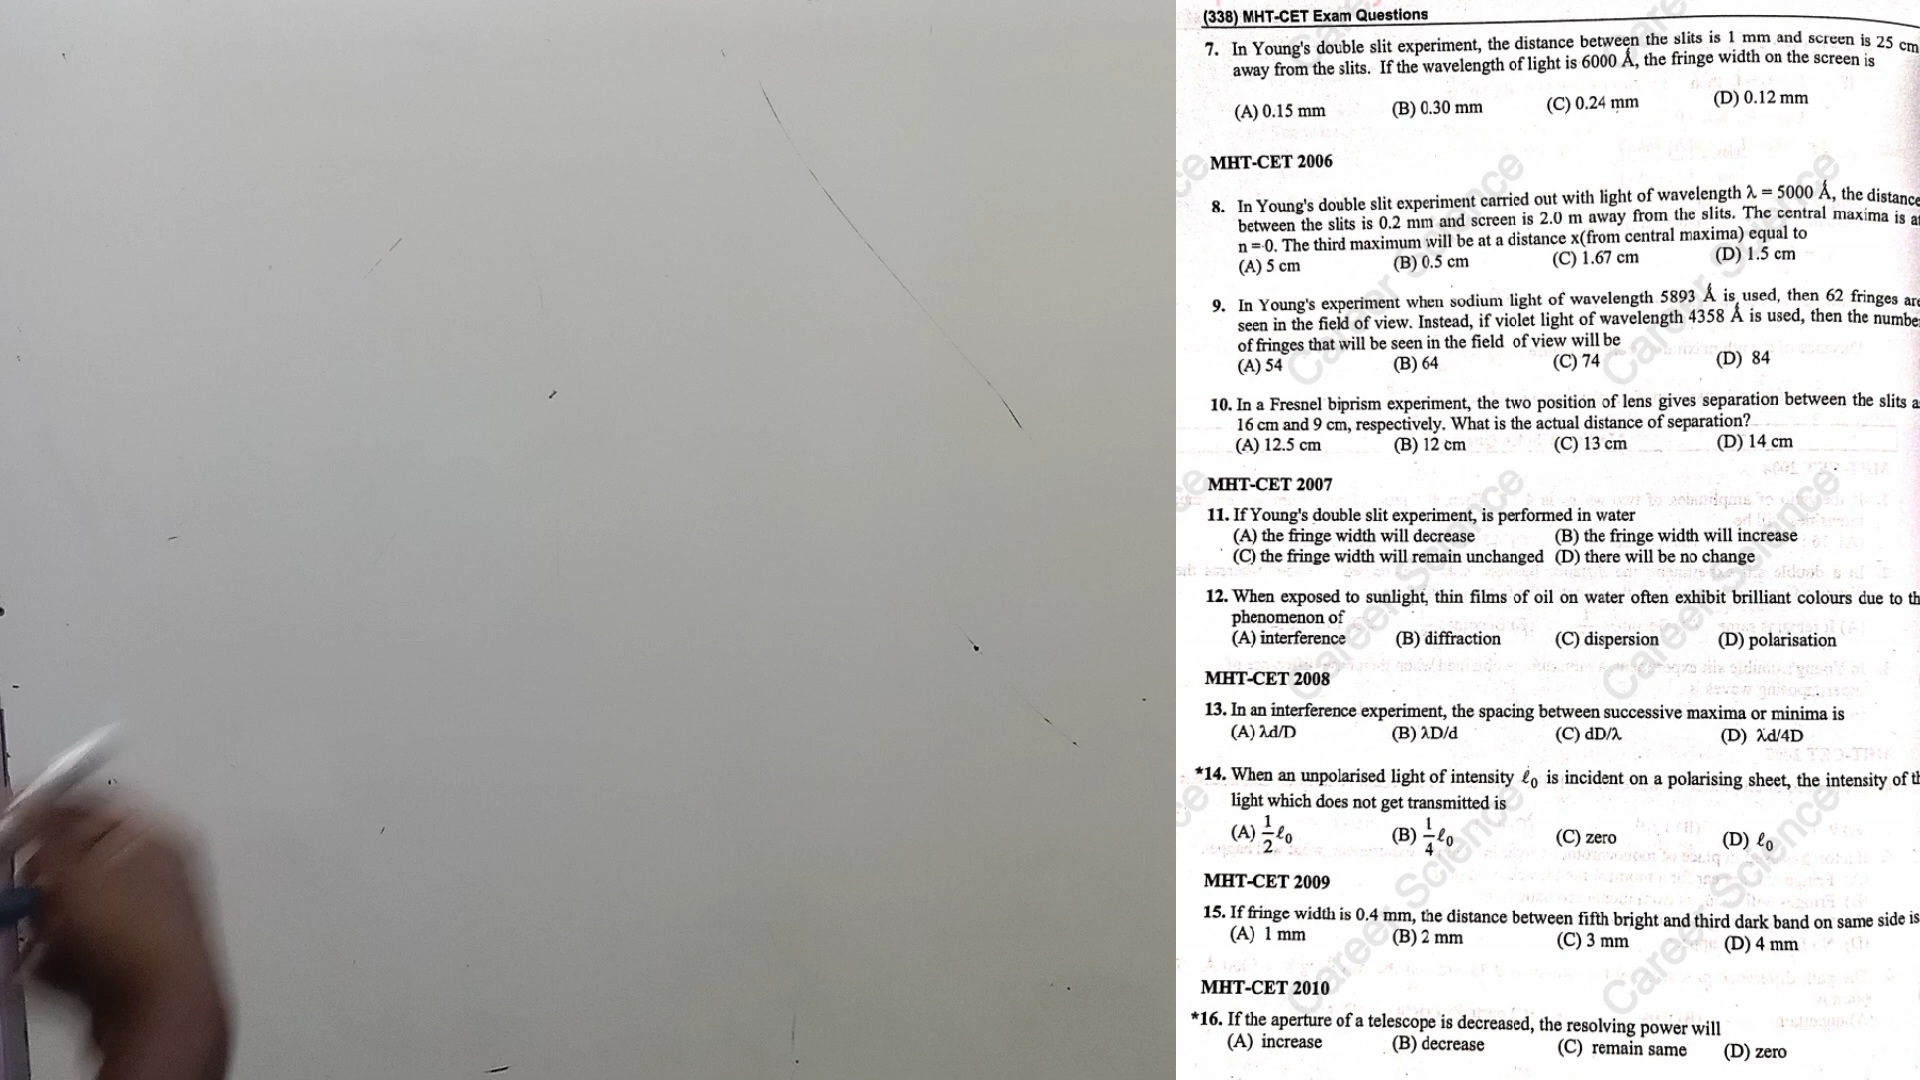 (338) MHT-CET Exam Questions
7. In Young's double slit experiment, the distance between the slits is 1 mm and screen is 25 cm
away from the slits. If the wavelength of light is 6000 Å, the fringe width on the screen is
(A) 0.15 mm (B) 0.30 mm (C) 0.24 mm (D) 0.12 mm
MHT-CET 2006
8. In Young's double slit experiment carried out with light of wavelength λ = 5000 Å, the distance
between the slits is 0.2 mm and screen is 2.0 m away from the slits. The central maxima is
n = 0. The third maximum will be at a distance x(from central maxima) equal to
(A) 5 cm (B) 0.5 cm (C) 1.67 cm (D) 1.5 cm
9. In Young's experiment when sodium light of wavelength 5893 Å is used, then 62 fringes are
seen in the field of view. Instead, if violet light of wavelength 4358 Å is used, then the
of fringes that will be seen in the field of view will be
(A) 54 (B) 64 (C) 74 (D) 84
10. In a Fresnel biprism experiment, the two position of lens gives separation between the slits
16 cm and 9 cm, respectively. What is the actual distance of separation?
(A) 12.5 cm (B) 12 cm (C) 13 cm (D) 14 cm
MHT-CET 2007
11. If Young's double slit experiment, is performed in water
(A) the fringe width will decrease (B) the fringe width will increase
(C) the fringe width will remain unchanged (D) there will be no change
12. When exposed to sunlight, thin films of oil on water often exhibit brilliant colours due to
phenomenon of
(A) interference (B) diffraction (C) dispersion (D) polarisation
MHT-CET 2008
13. In an interference experiment, the spacing between successive maxima or minima is
(A) λd/D (B) λD/d (C) dD/λ (D) λd/4D
*14. When an unpolarised light of intensity ℓ₀ is incident on a polarising sheet, the intensity of
light which does not get transmitted is
(A) 1/2 ℓ₀ (B) 1/4 ℓ₀ (C) zero (D) ℓ₀
MHT-CET 2009
15. If fringe width is 0.4 mm, the distance between fifth bright and third dark band on same side is
(A) 1 mm (B) 2 mm (C) 3 mm (D) 4 mm
MHT-CET 2010
*16. If the aperture of a telescope is decreased, the resolving power will
(A) increase (B) decrease (C) remain same (D) zero